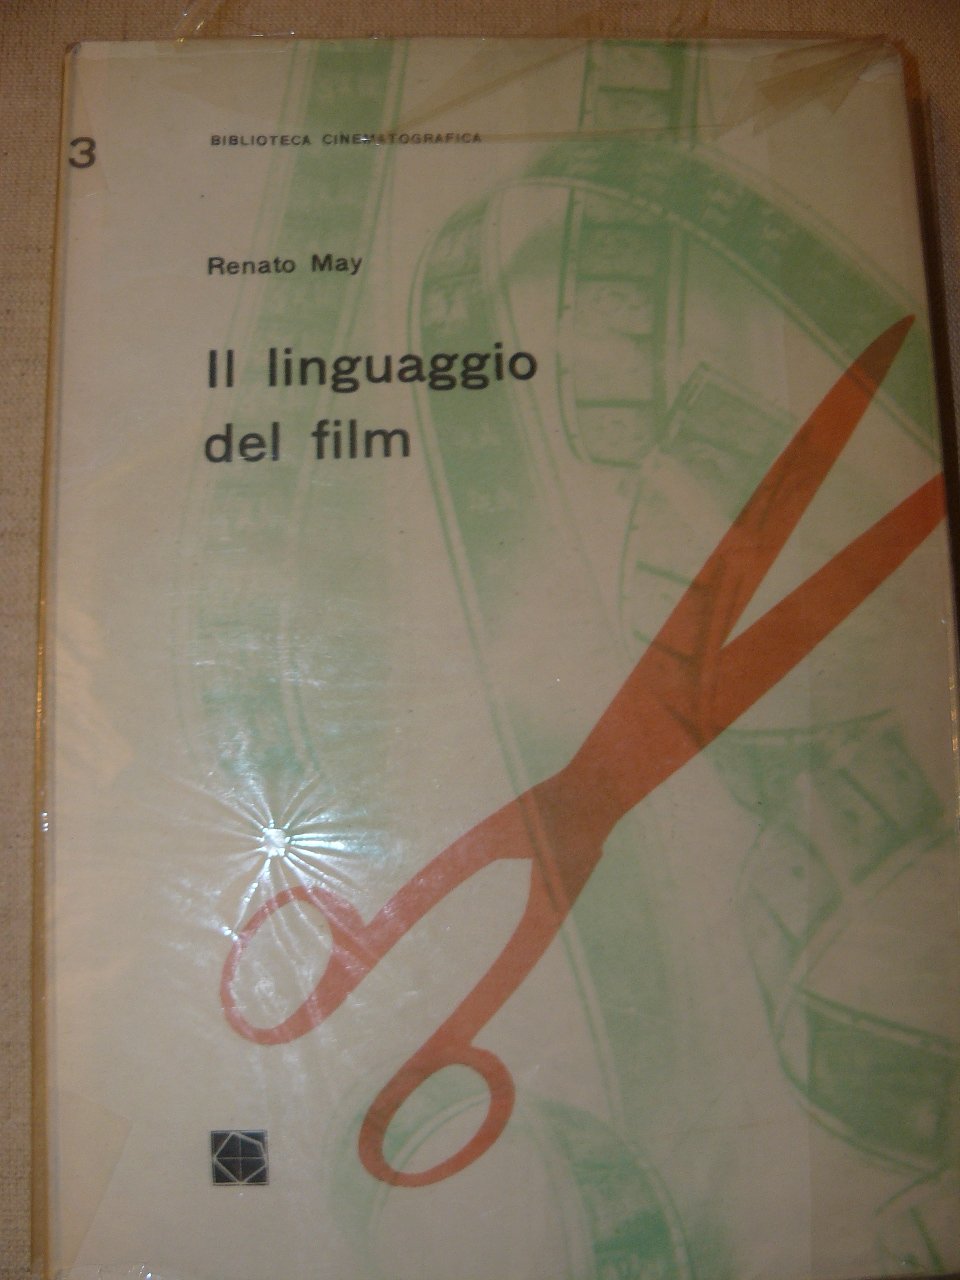 3
BIBLIOTECA CINEMATOGRAFICA
Renato May
Il linguaggio
del film